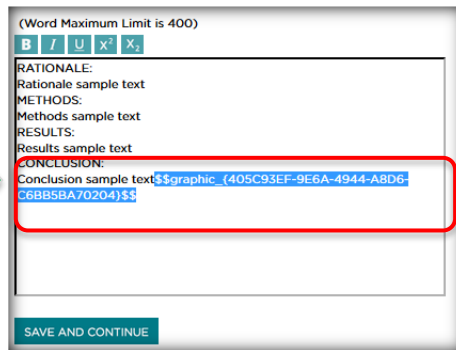 (Word Maximum Limit is 400)
B I U X² X₂
RATIONALE:
Rationale sample text
METHODS:
Methods sample text
RESULTS:
Results sample text
CONCLUSION:
Conclusion sample text$$graphic_{405C93EF-9E6A-4944-A8D6-
C6BB5BA70204}$$
SAVE AND CONTINUE